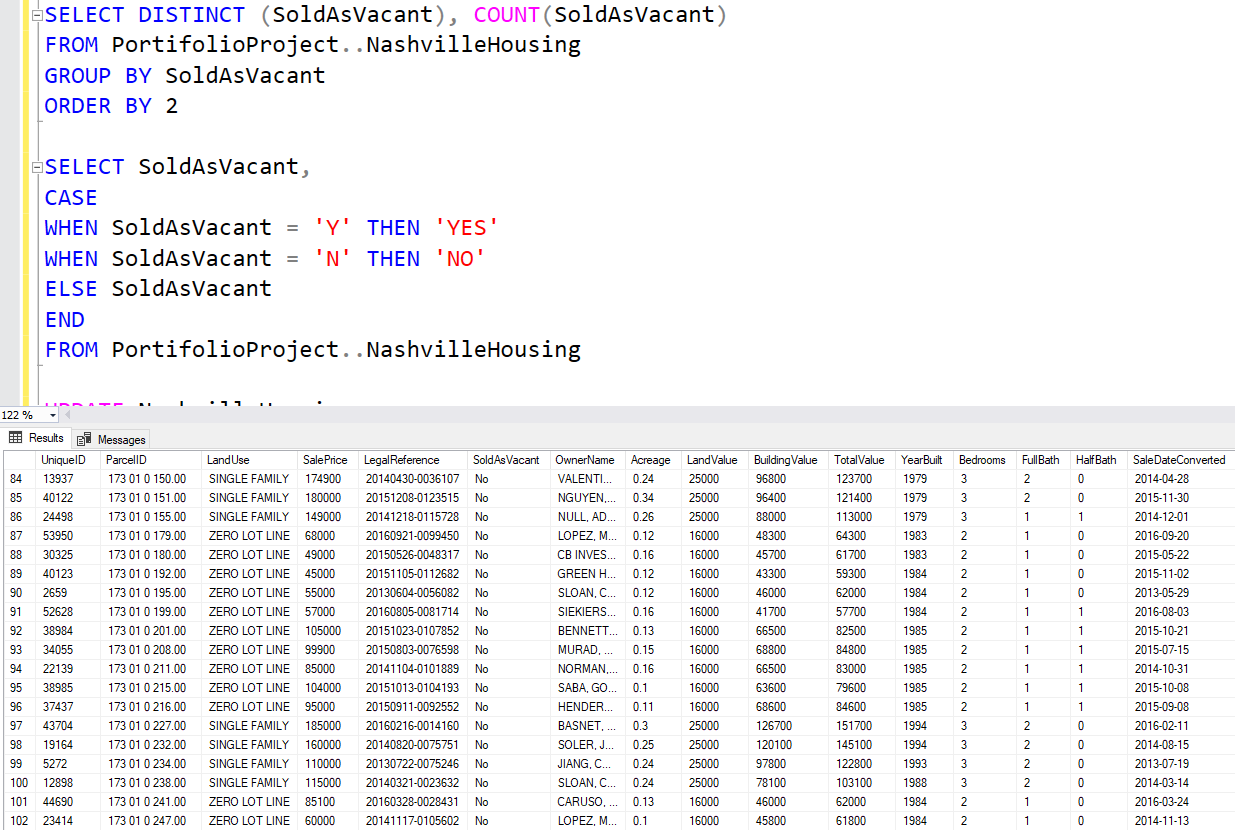 SELECT DISTINCT (SoldAsVacant), COUNT(SoldAsVacant)
FROM PortifolioProject..NashvilleHousing
GROUP BY SoldAsVacant
ORDER BY 2
SELECT SoldAsVacant,
CASE
WHEN SoldAsVacant = 'Y' THEN 'YES'
WHEN SoldAsVacant = 'N' THEN 'NO'
ELSE SoldAsVacant
END
FROM PortifolioProject..NashvilleHousing
122 %
Results Messages
UniqueID ParcelID LandUse SalePrice LegalReference SoldAsVacant OwnerName Acreage LandValue BuildingValue TotalValue YearBuilt Bedrooms FullBath HalfBath SaleDateConverted
84 13937 173 01 0 150.00 SINGLE FAMILY 174900 20140430-0036107 No VALENTI... 0.24 25000 96800 123700 1979 3 2 0 2014-04-28
85 40122 173 01 0 151.00 SINGLE FAMILY 180000 20151208-0123515 No NGUYEN,... 0.34 25000 96400 121400 1979 3 2 0 2015-11-30
86 24498 173 01 0 155.00 SINGLE FAMILY 149000 20141218-0115728 No NULL, AD... 0.26 25000 88000 113000 1979 3 1 1 2014-12-01
87 53950 173 01 0 179.00 ZERO LOT LINE 68000 20160921-0099450 No LOPEZ, M... 0.12 16000 48300 64300 1983 2 1 0 2016-09-20
88 30325 173 01 0 180.00 ZERO LOT LINE 49000 20150526-0048317 No CB INVES... 0.16 16000 45700 61700 1983 2 1 0 2015-05-22
89 40123 173 01 0 192.00 ZERO LOT LINE 45000 20151105-0112682 No GREEN H... 0.12 16000 43300 59300 1984 2 1 0 2015-11-02
90 2659 173 01 0 195.00 ZERO LOT LINE 55000 20130604-0056082 No SLOAN, C... 0.12 16000 46000 62000 1984 2 1 0 2013-05-29
91 52628 173 01 0 199.00 ZERO LOT LINE 57000 20160805-0081714 No SIEKIERS... 0.16 16000 41700 57700 1984 2 1 1 2016-08-03
92 38984 173 01 0 201.00 ZERO LOT LINE 105000 20151023-0107852 No BENNETT... 0.13 16000 66500 82500 1985 2 1 1 2015-10-21
93 34055 173 01 0 208.00 ZERO LOT LINE 99900 20150803-0076598 No MURAD, ... 0.15 16000 68800 84800 1985 2 1 1 2015-07-15
94 22139 173 01 0 211.00 ZERO LOT LINE 85000 20141104-0101889 No NORMAN,... 0.16 16000 66500 83000 1985 2 1 1 2014-10-31
95 38985 173 01 0 215.00 ZERO LOT LINE 104000 20151013-0104193 No SABA, GO... 0.1 16000 63600 79600 1985 2 1 1 2015-10-08
96 37437 173 01 0 216.00 ZERO LOT LINE 95000 20150911-0092552 No HENDER... 0.11 16000 68600 84600 1985 2 1 1 2015-09-08
97 43704 173 01 0 227.00 SINGLE FAMILY 185000 20160216-0014160 No BASNET, ... 0.3 25000 126700 151700 1994 3 2 0 2016-02-11
98 19164 173 01 0 232.00 SINGLE FAMILY 160000 20140820-0075751 No SOLER, J... 0.25 25000 120100 145100 1994 3 2 0 2014-08-15
99 5272 173 01 0 234.00 SINGLE FAMILY 110000 20130722-0075246 No JIANG, C... 0.24 25000 97800 122800 1993 3 2 0 2013-07-19
100 12898 173 01 0 238.00 SINGLE FAMILY 115000 20140321-0023632 No SLOAN, C... 0.24 25000 78100 103100 1988 3 2 0 2014-03-14
101 44690 173 01 0 241.00 ZERO LOT LINE 85100 20160328-0028431 No CARUSO, ... 0.13 16000 46000 62000 1984 2 1 0 2016-03-24
102 23414 173 01 0 247.00 ZERO LOT LINE 60000 20141117-0105602 No LOPEZ, M... 0.1 16000 45800 61800 1984 2 1 0 2014-11-13